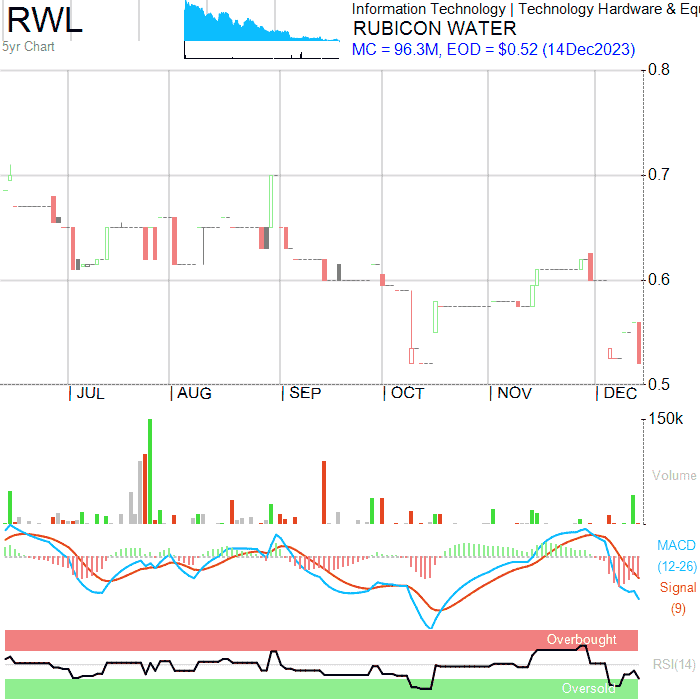 RWL
5yr Chart
Information Technology | Technology Hardware & Equ
RUBICON WATER
MC = 96.3M, EOD = $0.52 (14Dec2023)
0.8
0.7
0.6
0.5
JUL AUG SEP OCT NOV DEC
150k
Volume
MACD
(12-26)
Signal
(9)
Overbought
RSI(14)
Oversold